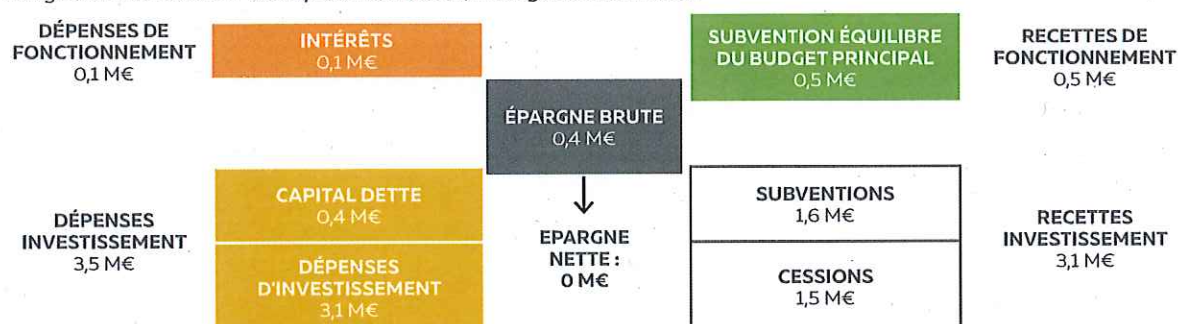 DÉPENSES DE
FONCTIONNEMENT
0,1 M€
INTÉRÊTS
0,1 M€
SUBVENTION ÉQUILIBRE
DU BUDGET PRINCIPAL
0,5 M€
RECETTES DE
FONCTIONNEMENT
0,5 M€
ÉPARGNE BRUTE
0,4 M€
DÉPENSES
INVESTISSEMENT
3,5 M€
CAPITAL DETTE
0,4 M€
DÉPENSES
D'INVESTISSEMENT
3,1 M€
EPARGNE
NETTE :
0 M€
SUBVENTIONS
1,6 M€
CESSIONS
1,5 M€
RECETTES
INVESTISSEMENT
3,1 M€